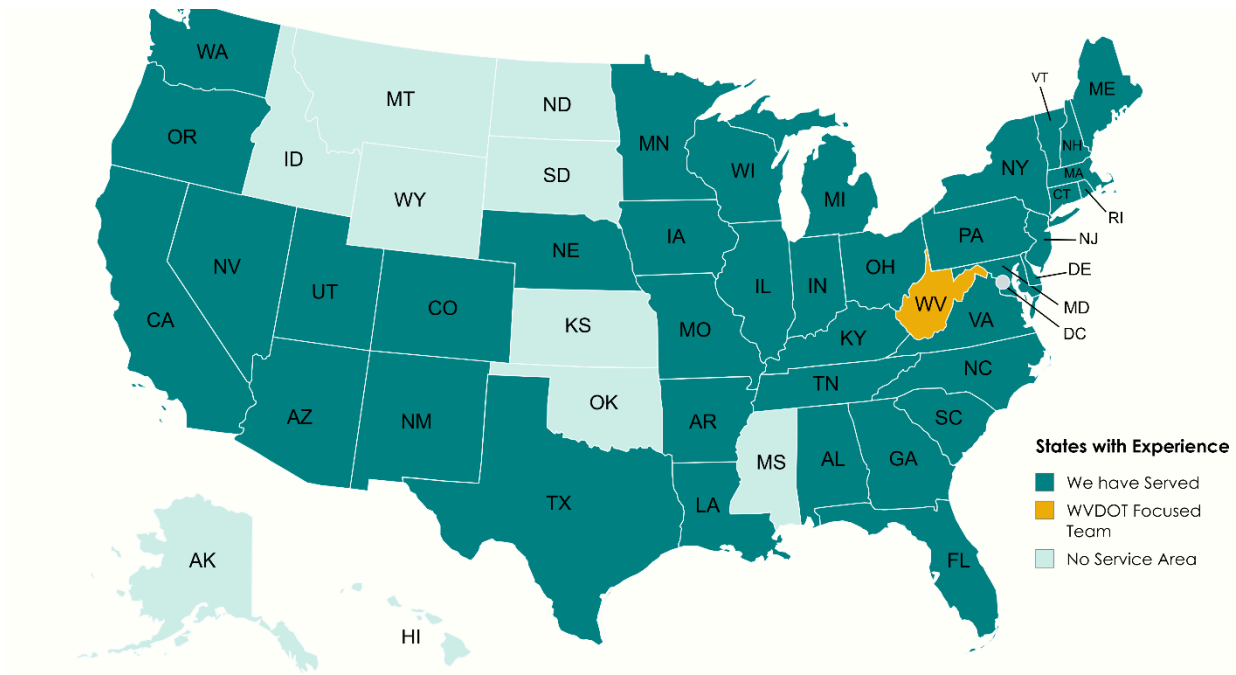 WA
MT
ND
MN
VT
ME
OR
ID
SD
WI
NY
NH
MA
WY
MI
CT
RI
IA
PA
NJ
NE
OH
NV
IL
IN
DE
UT
CO
WV
MD
CA
KS
MO
KY
VA
DC
NC
TN
OK
AZ
NM
AR
SC
MS
AL
GA
TX
LA
FL
AK
HI
States with Experience
We have Served
WVDOT Focused
Team
No Service Area